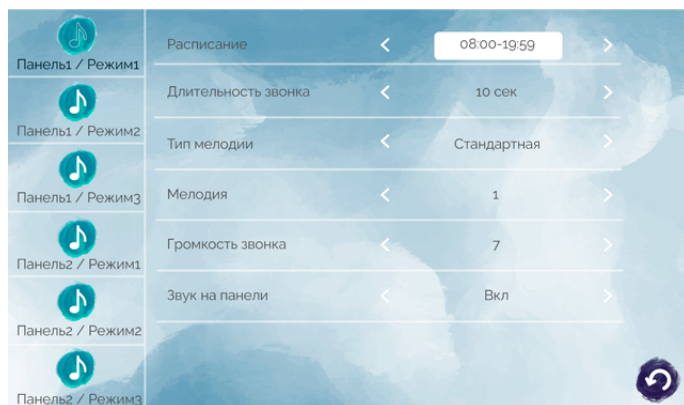 Панель1 / Режим1
Панель1 / Режим2
Панель1 / Режим3
Панель2 / Режим1
Панель2 / Режим2
Панель2 / Режим3
Расписание 08:00-19:59
Длительность звонка 10 сек
Тип мелодии Стандартная
Мелодия 1
Громкость звонка 7
Звук на панели Вкл